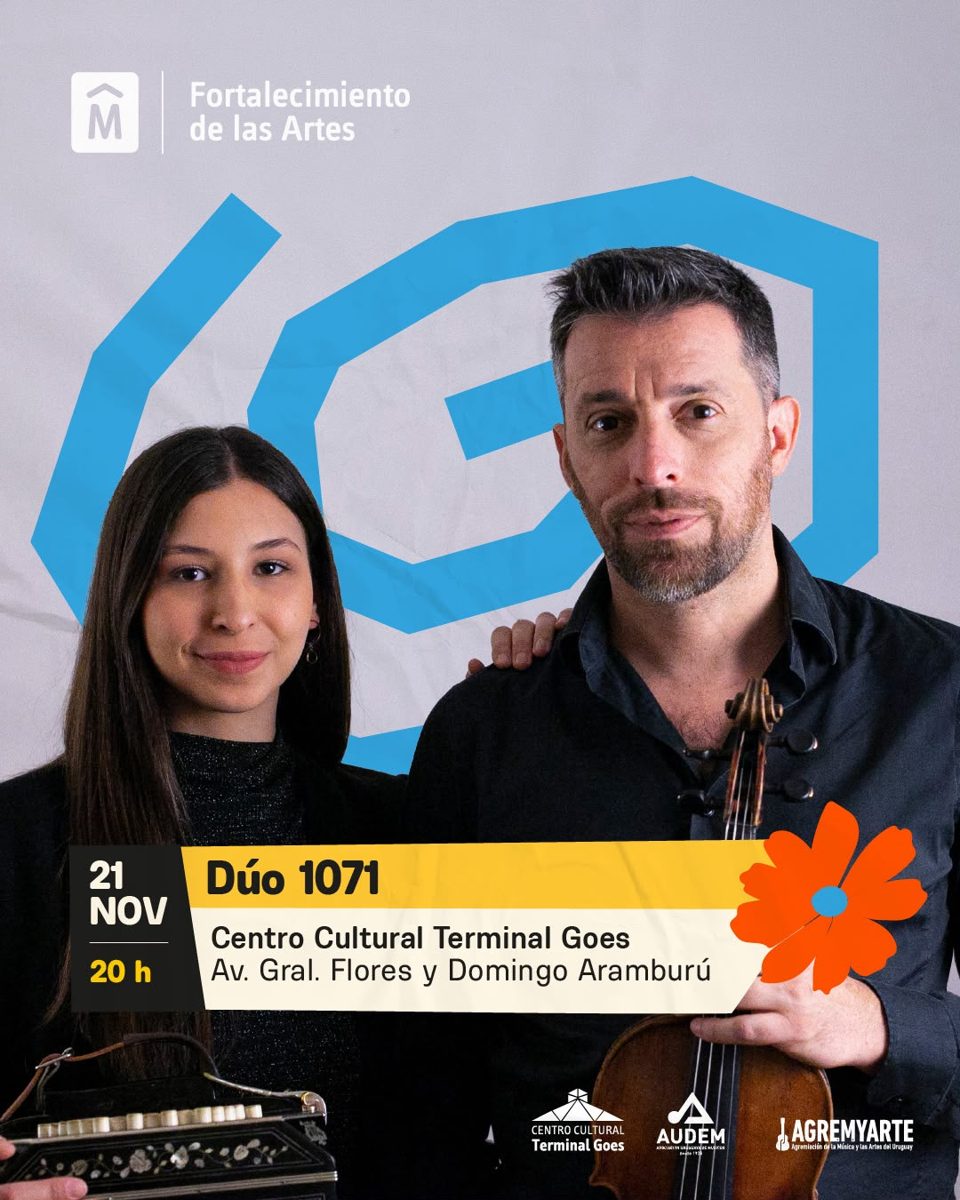 M
Fortalecimiento
de las Artes
21
NOV
20 h
Dúo 1071
Centro Cultural Terminal Goes
Av. Gral. Flores y Domingo Aramburú
CENTRO CULTURAL
Terminal Goes
AUDEM
AGREMYARTE
Agremiación de la Música y las Artes del Uruguay